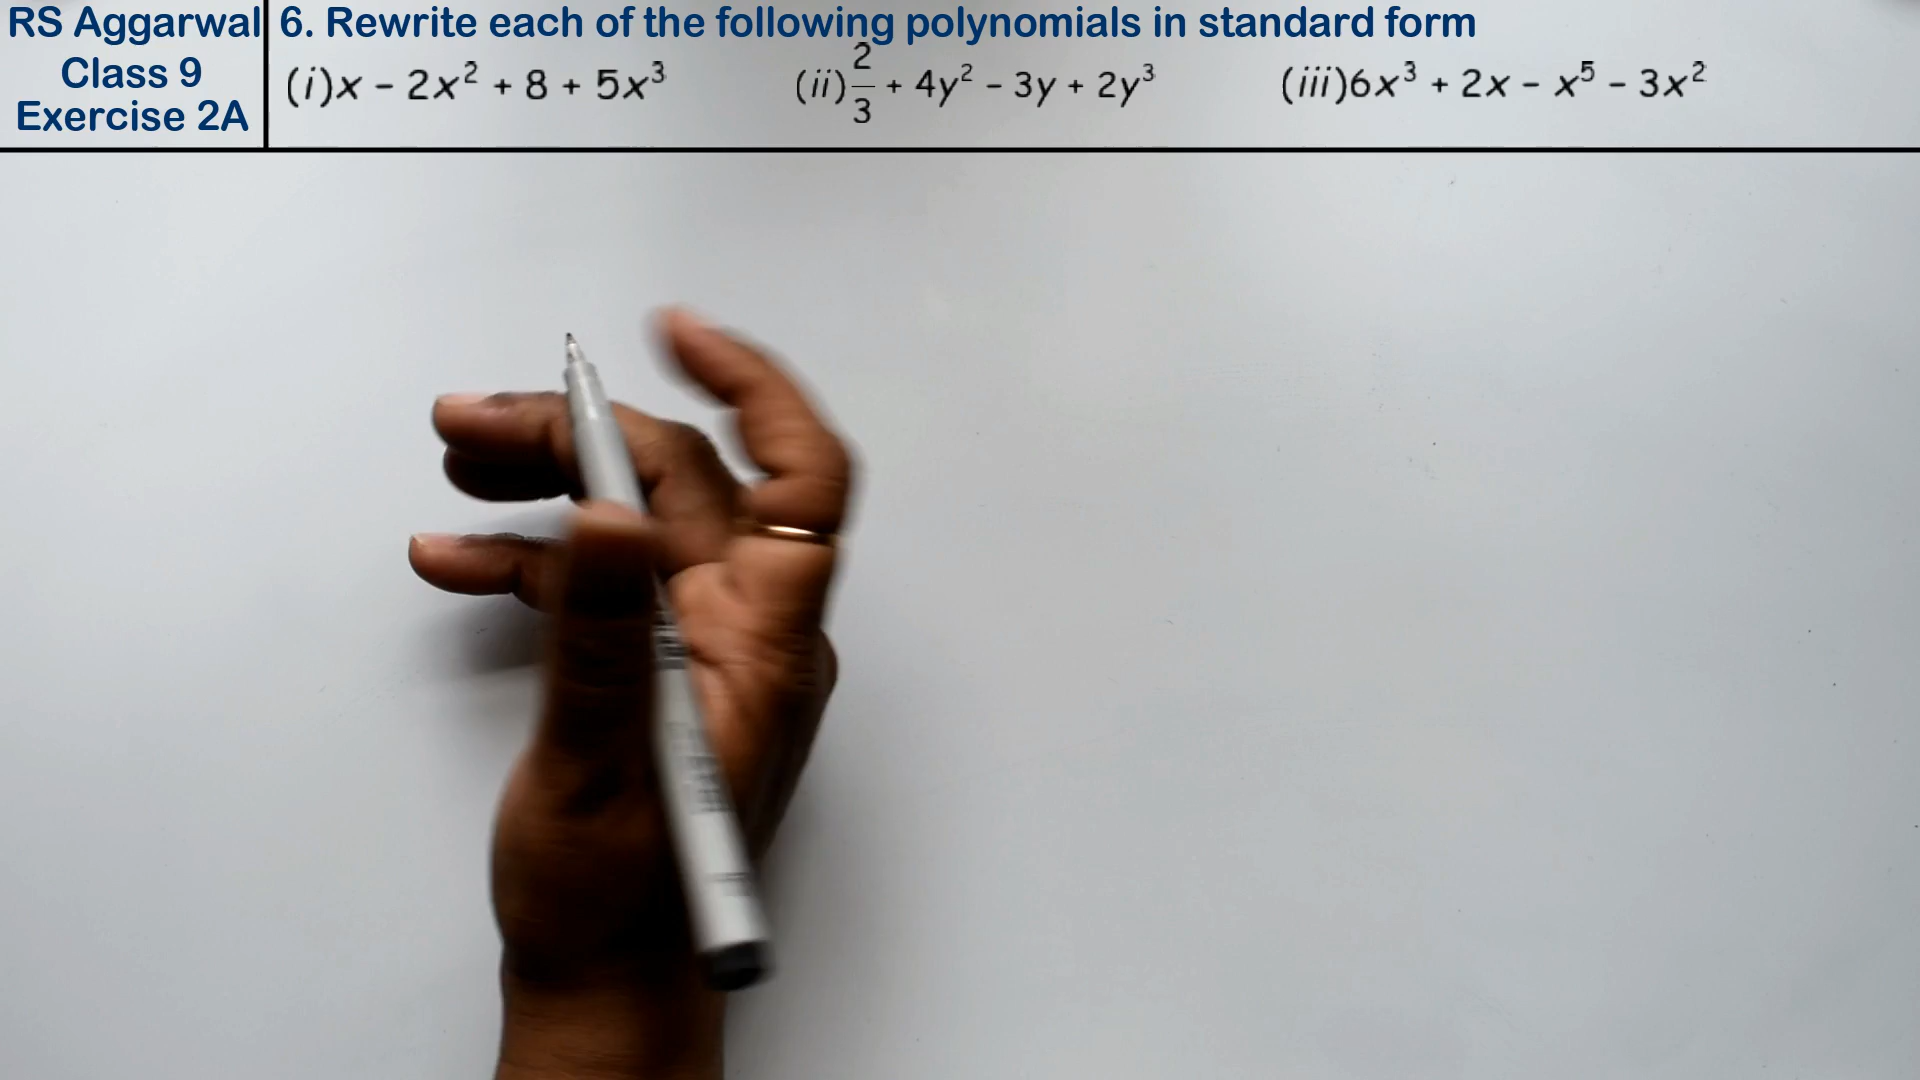 RS Aggarwal
Class 9
Exercise 2A
6. Rewrite each of the following polynomials in standard form
(i)x - 2x² + 8 + 5x³ (ii)2/3 + 4y² - 3y + 2y³ (iii)6x³ + 2x - x⁵ - 3x²